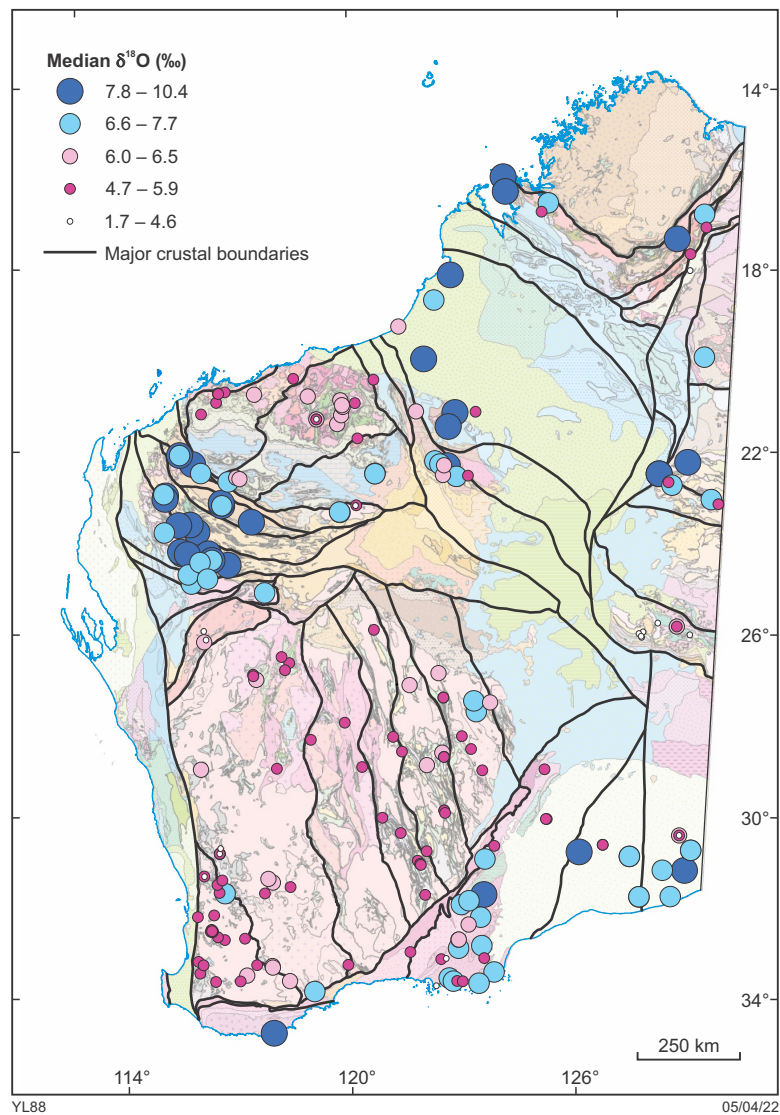 Median δ¹⁸O (‰)
7.8 – 10.4
6.6 – 7.7
6.0 – 6.5
4.7 – 5.9
1.7 – 4.6
Major crustal boundaries
14°
18°
22°
26°
30°
34°
250 km
114°
120°
126°
YL88
05/04/22